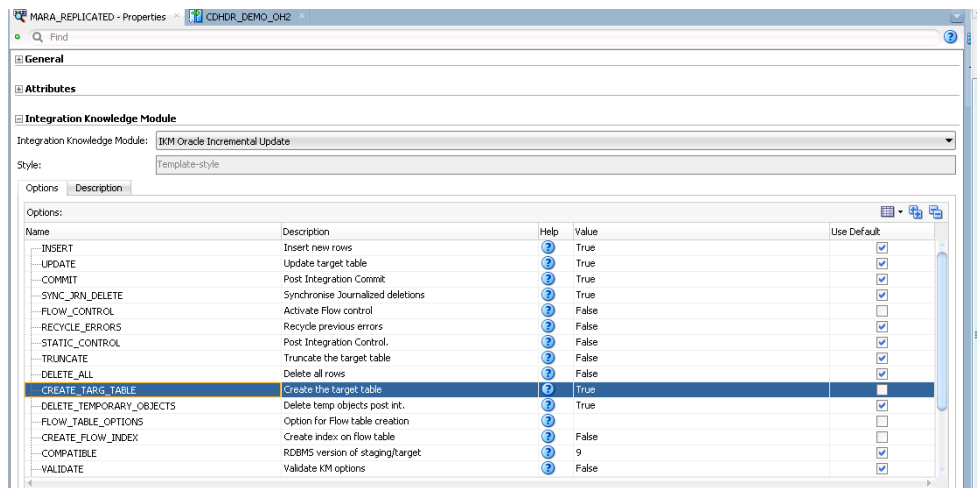 MARA_REPLICATED - Properties CDHDR_DEMO_OH2
Find
General
Attributes
Integration Knowledge Module
Integration Knowledge Module: IKM Oracle Incremental Update
Style: Template-style
Options Description
Options:
Name Description Help Value Use Default
INSERT Insert new rows True
UPDATE Update target table True
COMMIT Post Integration Commit True
SYNC_JRN_DELETE Synchronise Journalized deletions True
FLOW_CONTROL Activate Flow control False
RECYCLE_ERRORS Recycle previous errors False
STATIC_CONTROL Post Integration Control. False
TRUNCATE Truncate the target table False
DELETE_ALL Delete all rows False
CREATE_TARG_TABLE Create the target table True
DELETE_TEMPORARY_OBJECTS Delete temp objects post int. True
FLOW_TABLE_OPTIONS Option for Flow table creation
CREATE_FLOW_INDEX Create index on flow table False
COMPATIBLE RDBMS version of staging/target 9
VALIDATE Validate KM options False